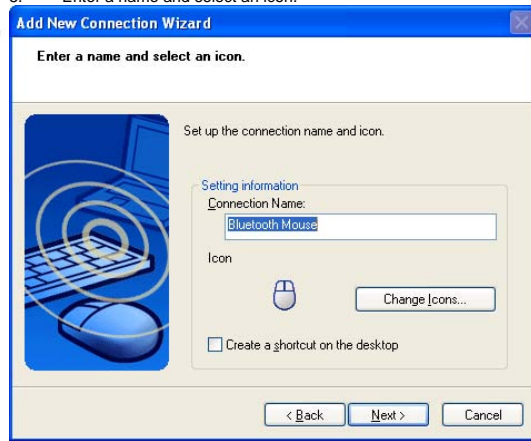 Enter a name and select an icon.
Add New Connection Wizard
Enter a name and select an icon.
Set up the connection name and icon.
Setting information
Connection Name:
Bluetooth Mouse
Icon
Change Icons...
Create a shortcut on the desktop
< Back Next > Cancel